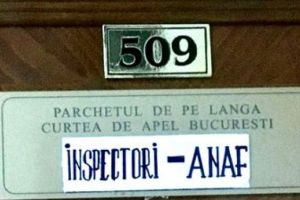 509
PARCHETUL DE PE LANGA
CURTEA DE APEL BUCURESTI
INSPECTORI - ANAF